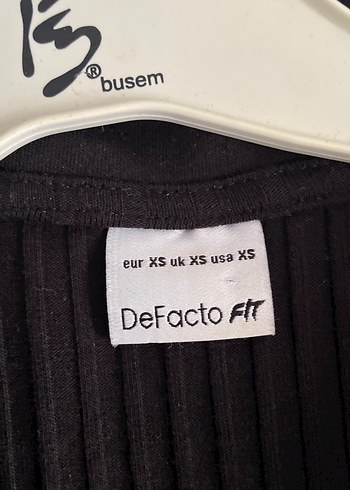 ® busem
eur XS uk XS usa XS
DeFacto FIT